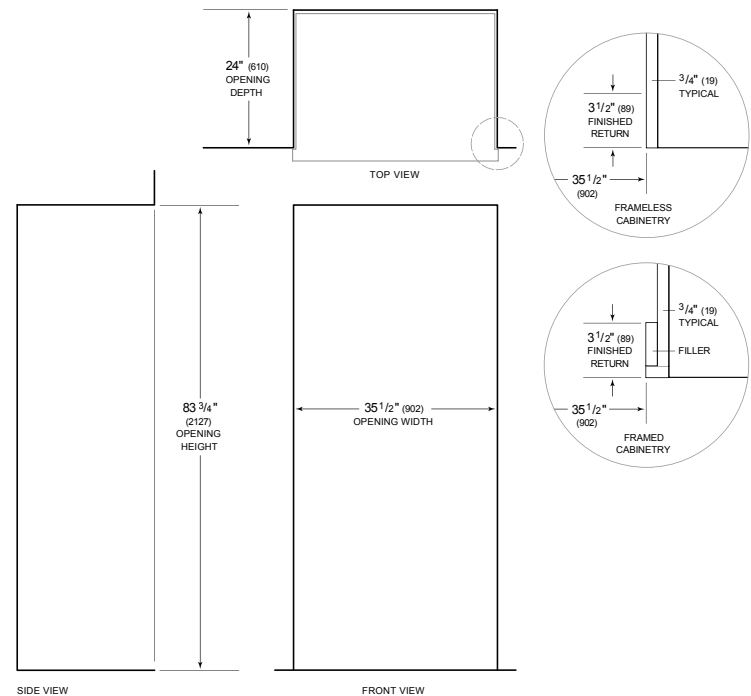 24" (610)
OPENING
DEPTH
TOP VIEW
3/4" (19)
TYPICAL
3 1/2" (89)
FINISHED
RETURN
35 1/2"
(902)
FRAMELESS
CABINETRY
3/4" (19)
TYPICAL
3 1/2" (89)
FINISHED
RETURN
FILLER
35 1/2"
(902)
FRAMED
CABINETRY
83 3/4"
(2127)
OPENING
HEIGHT
35 1/2" (902)
OPENING WIDTH
SIDE VIEW
FRONT VIEW